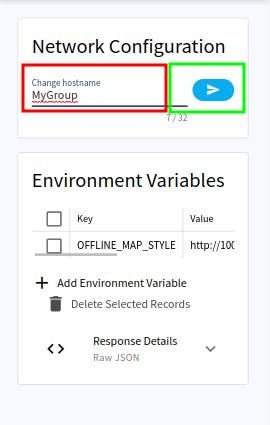 Network Configuration
Change hostname
MyGroup
7 / 32
Environment Variables
Key Value
OFFLINE_MAP_STYLE http://100
Add Environment Variable
Delete Selected Records
Response Details
Raw JSON